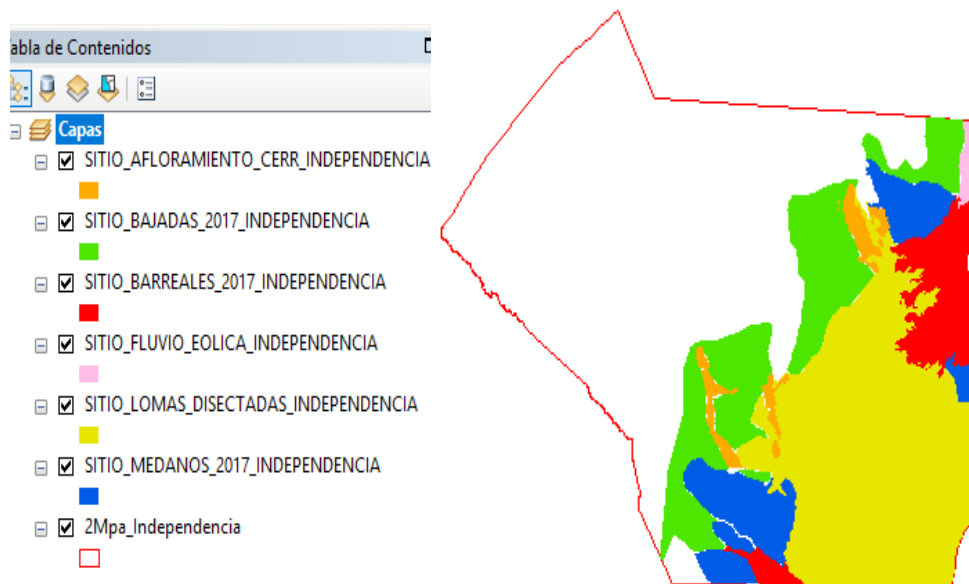 abla de Contenidos
Capas
SITIO_AFLORAMIENTO_CERR_INDEPENDENCIA
SITIO_BAJADAS_2017_INDEPENDENCIA
SITIO_BARREALES_2017_INDEPENDENCIA
SITIO_FLUVIO_EOLICA_INDEPENDENCIA
SITIO_LOMAS_DISECTADAS_INDEPENDENCIA
SITIO_MEDANOS_2017_INDEPENDENCIA
2Mpa_Independencia